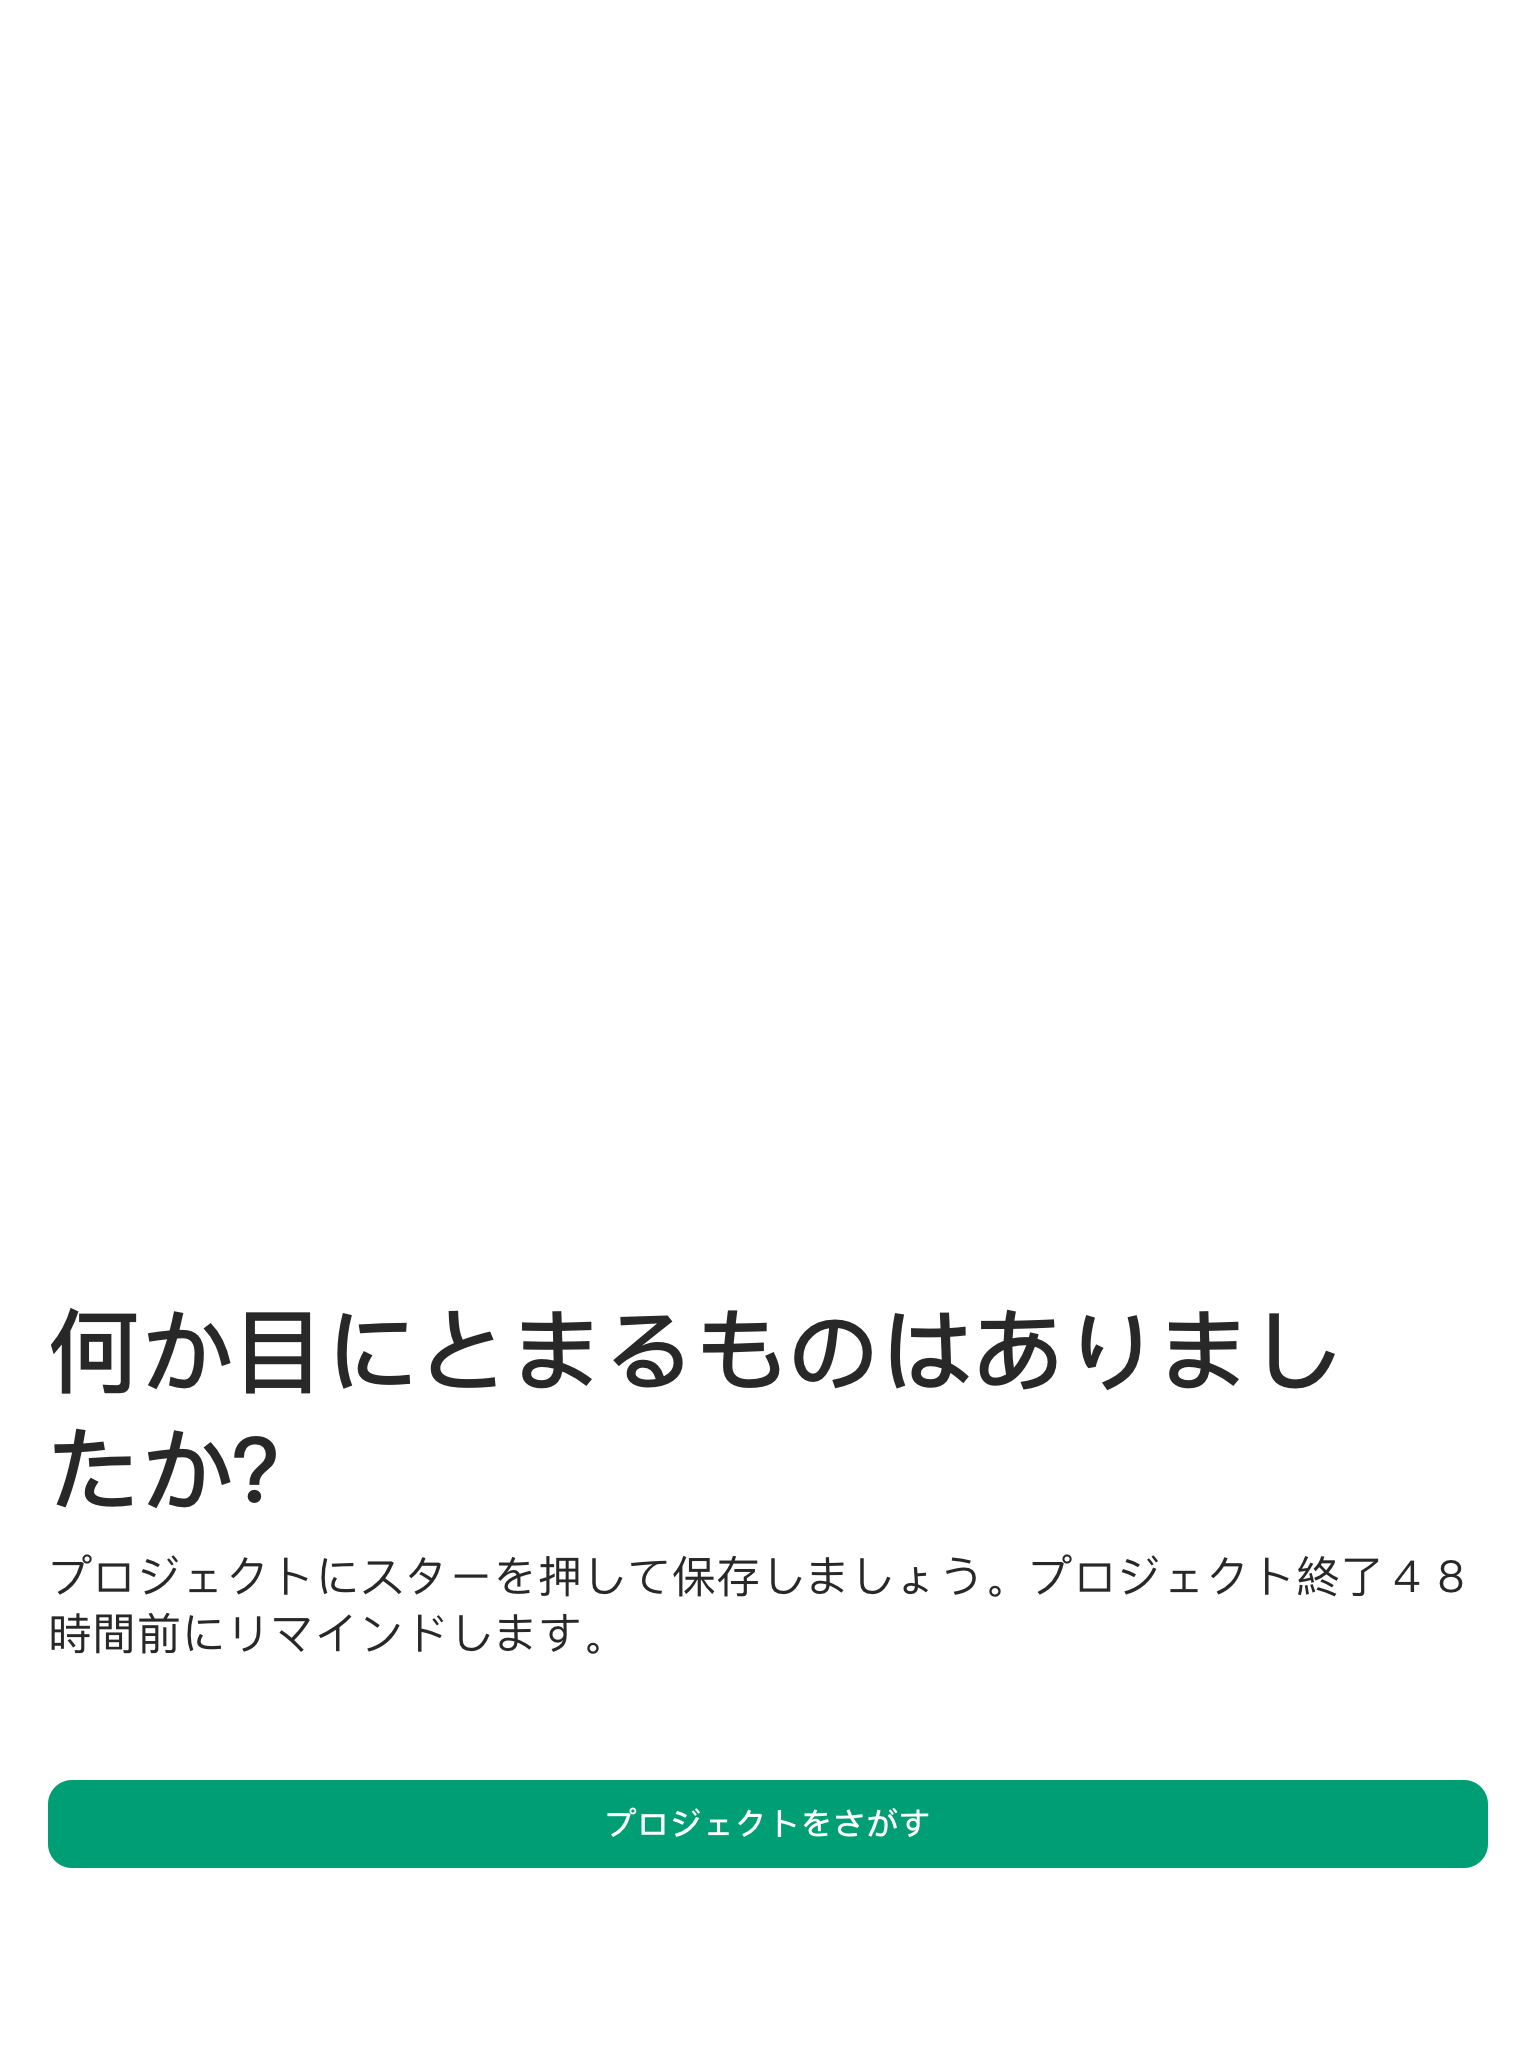 何か目にとまるものはありまし
たか?
プロジェクトにスターを押して保存しましょう。プロジェクト終了４８
時間前にリマインドします。
プロジェクトをさがす